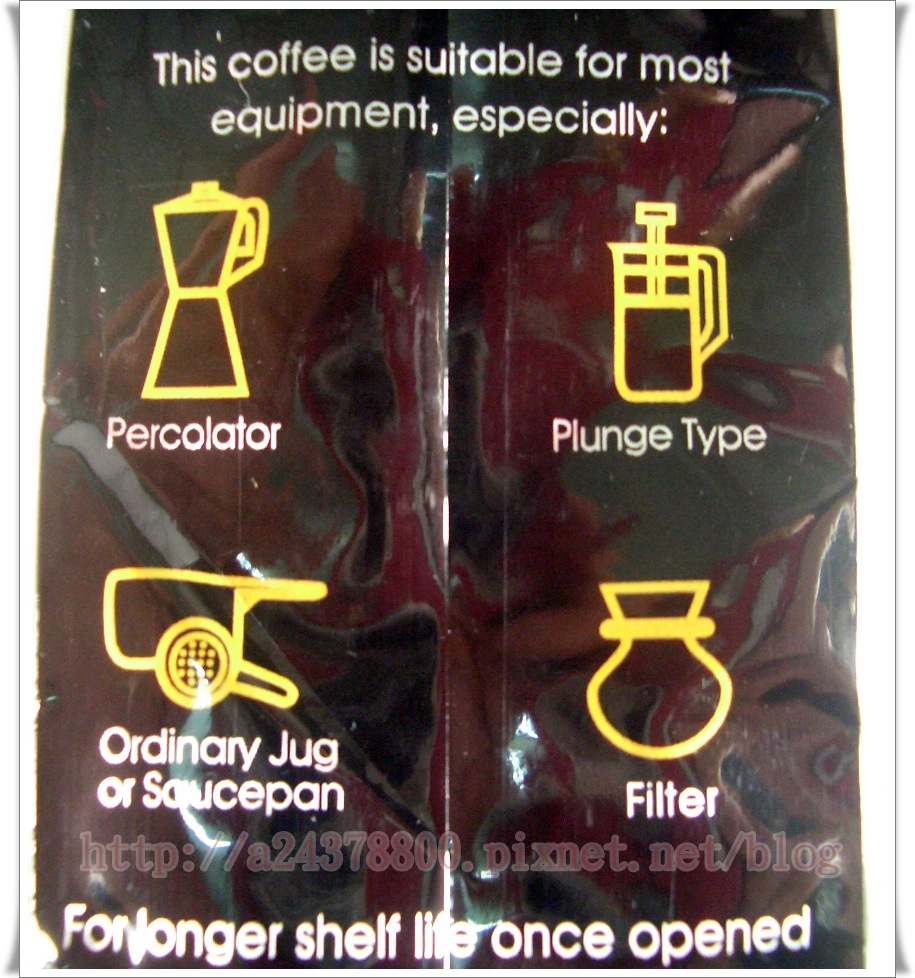 This coffee is suitable for most
equipment, especially:
Percolator
Plunge Type
Ordinary Jug
or Saucepan
Filter
http://a24378800.pixnet.net/blog
For longer shelf life once opened